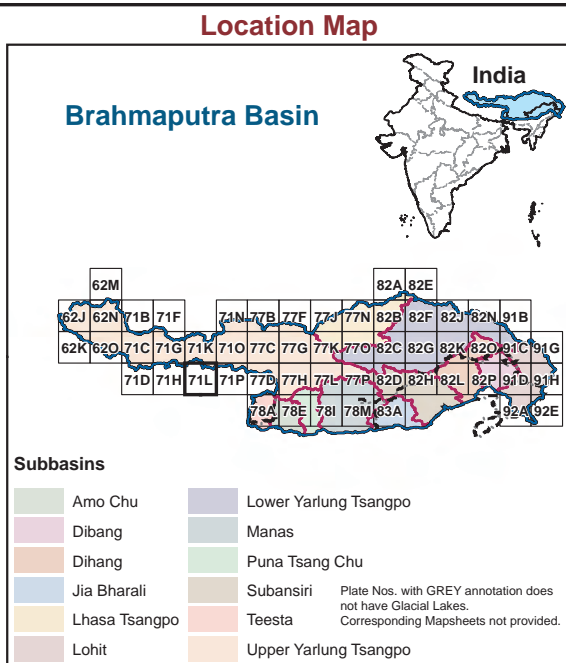 Location Map
India
Brahmaputra Basin
62M 82A 82E
62J 62N 71B 71F 71N 77B 77F 77J 77N 82B 82F 82J 82N 91B
62K 62O 71C 71G 71K 71O 77C 77G 77K 77O 82C 82G 82K 82O 91C 91G
71D 71H 71L 71P 77D 77H 77L 77P 82D 82H 82L 82P 91D 91H
78A 78E 78I 78M 83A 92A 92E
Subbasins
Amo Chu Lower Yarlung Tsangpo
Dibang Manas
Dihang Puna Tsang Chu
Jia Bharali Subansiri
Lhasa Tsangpo Teesta
Lohit Upper Yarlung Tsangpo
Plate Nos. with GREY annotation does
not have Glacial Lakes.
Corresponding Mapsheets not provided.